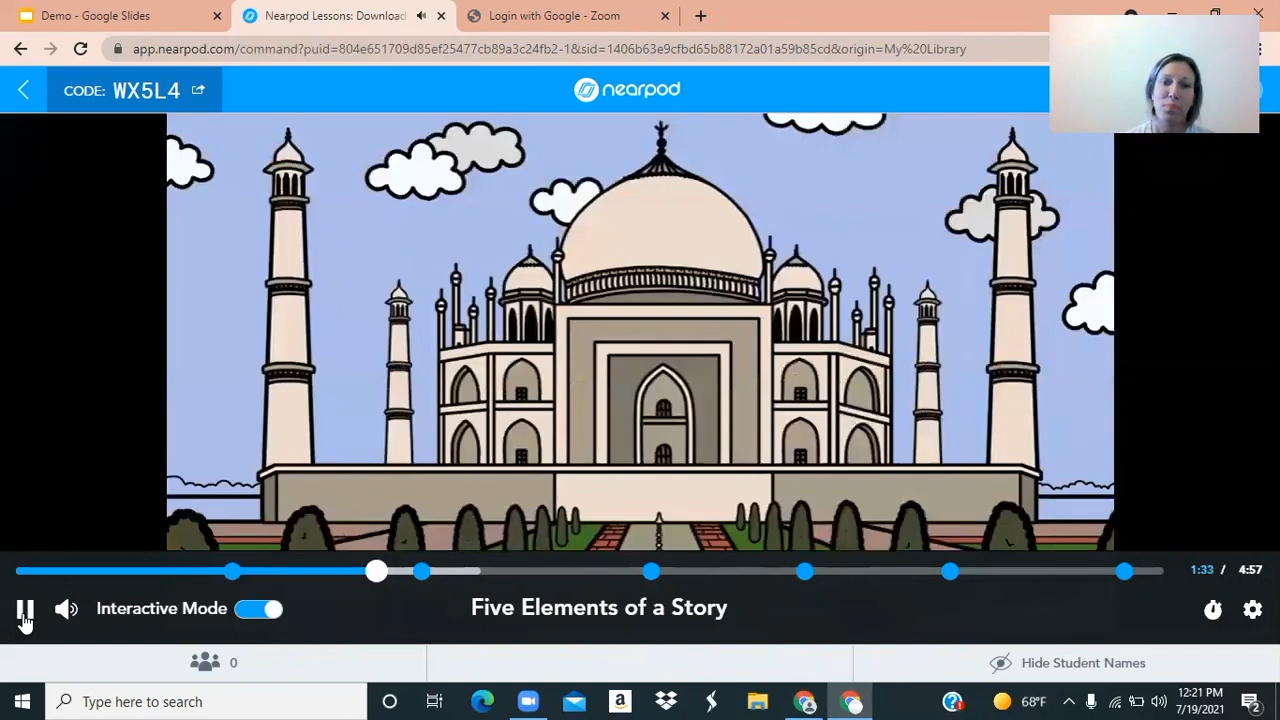 Demo - Google Slides
Nearpod Lessons: Download
Login with Google - Zoom
app.nearpod.com/command?puid=804e651709d85ef25477cb89a3c24fb2-1&sid=1406b63e9cfbd65b88172a01a59b85cd&origin=My%20Library
CODE: WX5L4
nearpod
1:33 / 4:57
Interactive Mode
Five Elements of a Story
0
Hide Student Names
Type here to search
a
68°F
12:21 PM
7/19/2021
2